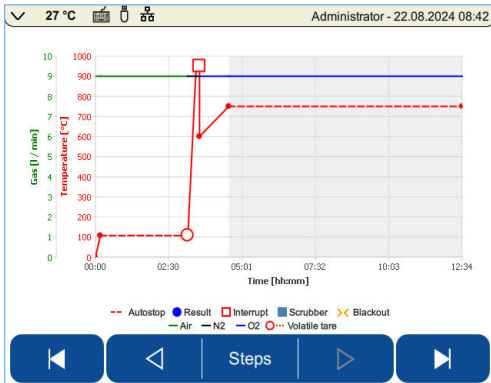 27 °C Administrator - 22.08.2024 08:42
10 1000
9 900
8 800
7 700
6 600
5 500
4 400
3 300
2 200
1 100
0 0
Gas [l / min]
Temperature [°C]
00:00 02:30 05:01 07:32 10:03 12:34
Time [hh:mm]
Autostop Result Interrupt Scrubber Blackout
Air N2 O2 Volatile tare
Steps